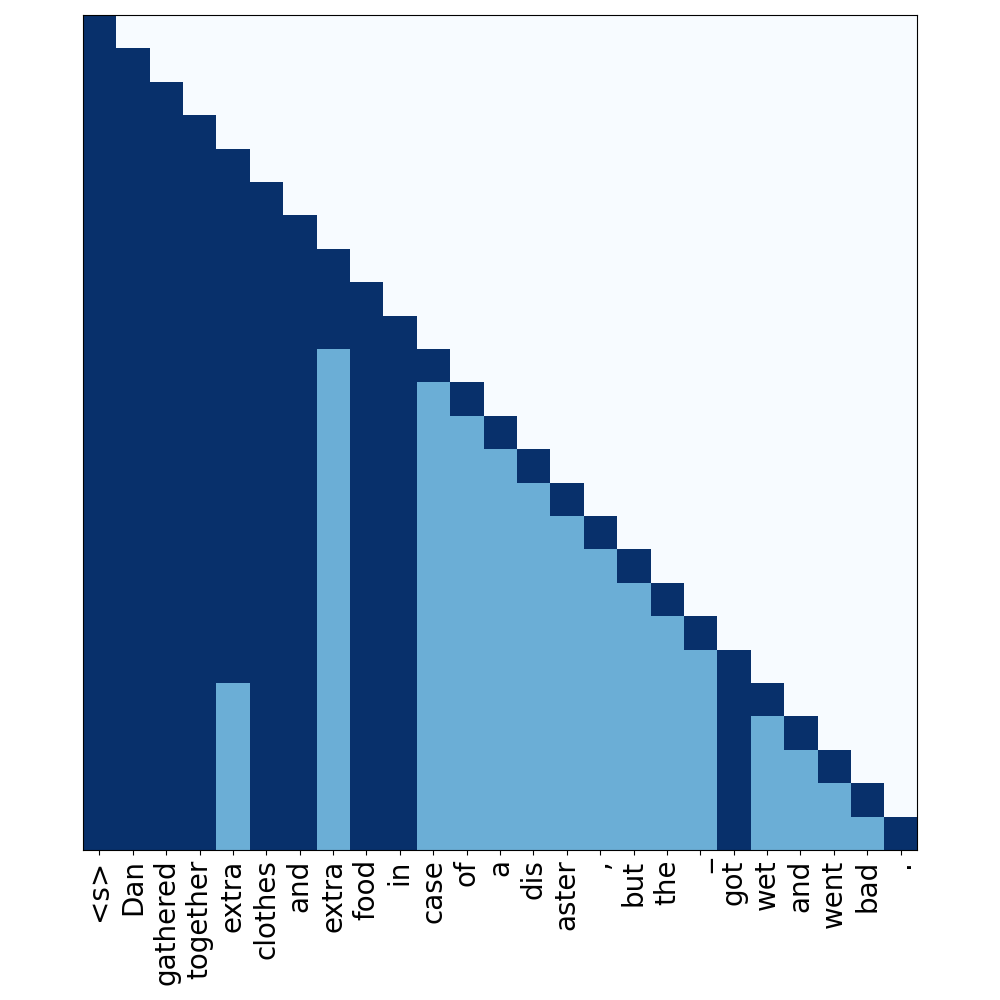 <s>
Dan
gathered
together
extra
clothes
and
extra
food
in
case
of
a
dis
aster
,
but
the
_
got
wet
and
went
bad
.